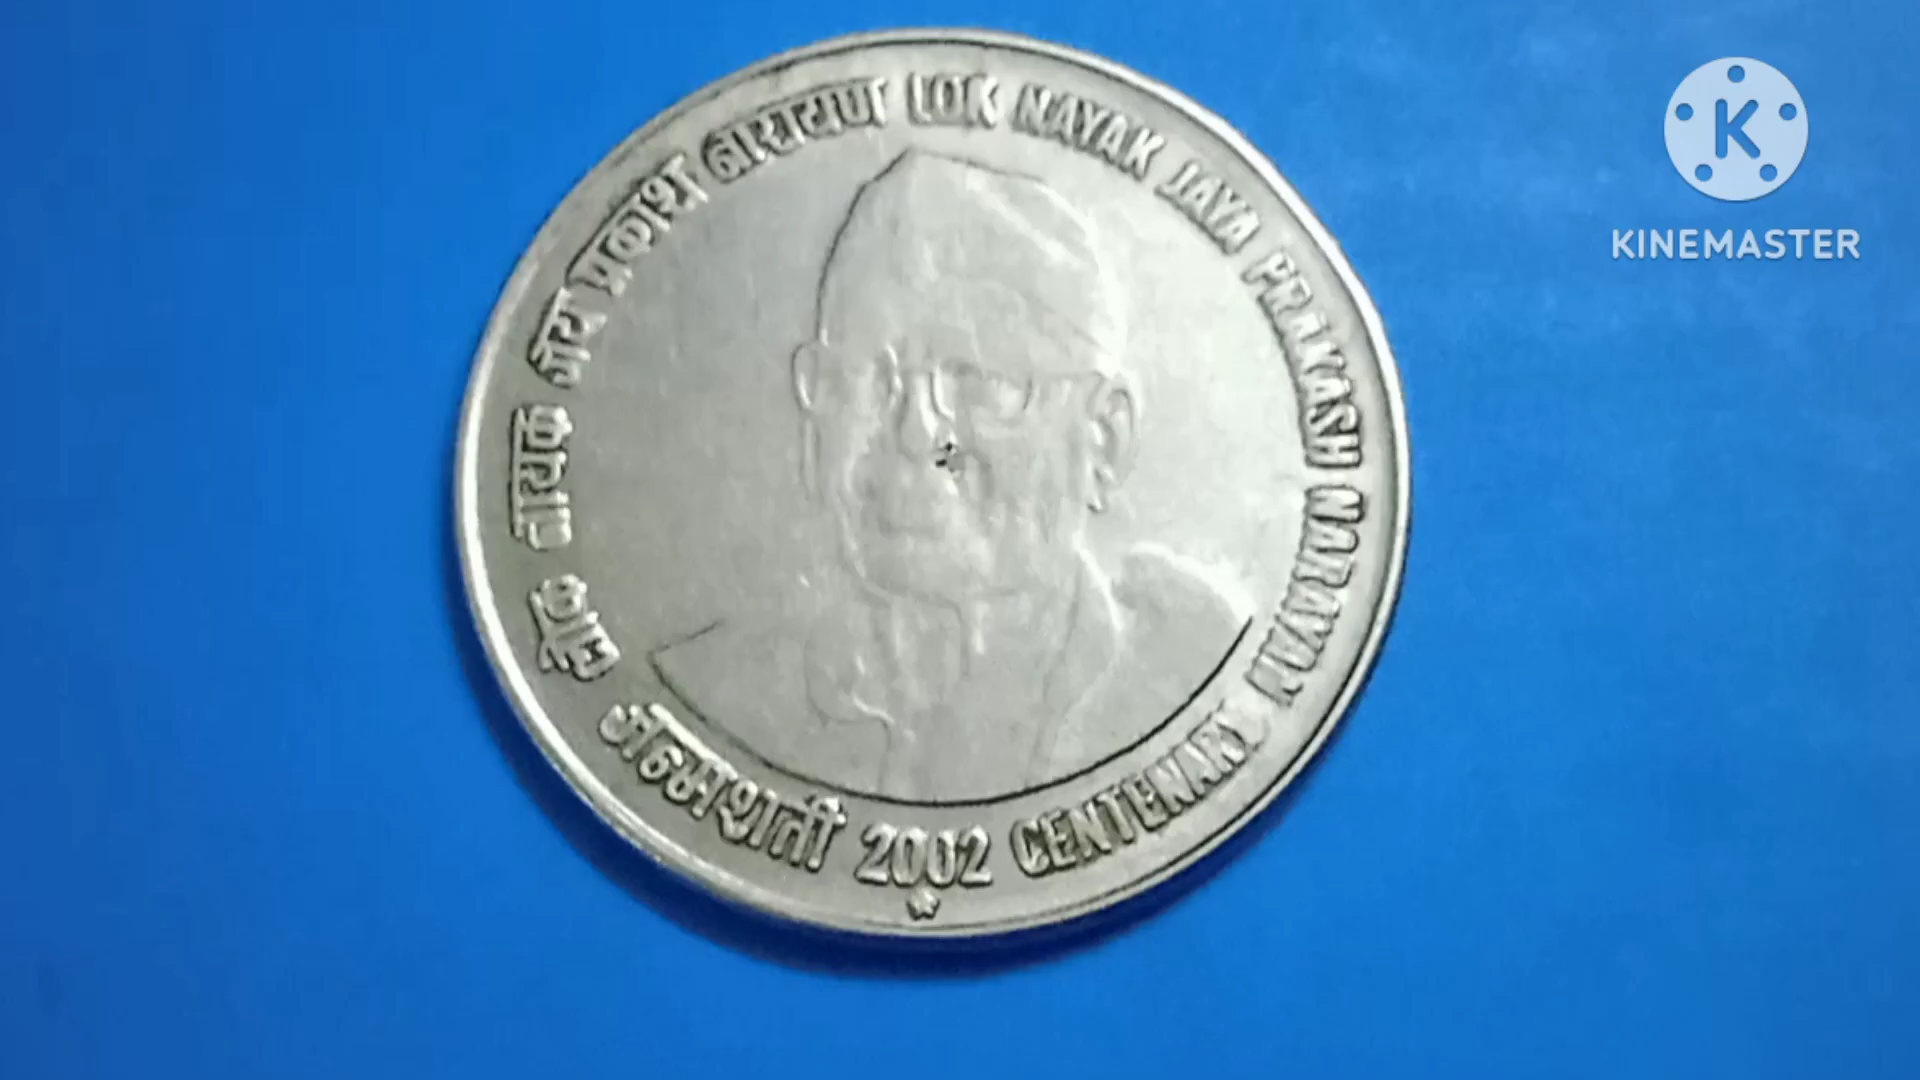 लोक नायक जय प्रकाश नारायण LOK NAYAK JAYA PRAKASH NARAYAN
जन्मशती 2002 CENTENARY
K
KINEMASTER